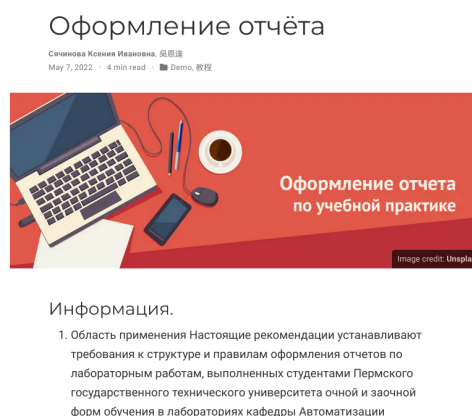 Оформление отчёта
Сячинова Ксения Ивановна, 吳恩達
May 7, 2022 · 4 min read · Demo, 教程
Оформление отчета
по учебной практике
Image credit: Unspla
Информация.
1. Область применения Настоящие рекомендации устанавливают
требования к структуре и правилам оформления отчетов по
лабораторным работам, выполненных студентами Пермского
государственного технического университета очной и заочной
форм обучения в лабораториях кафедры Автоматизации